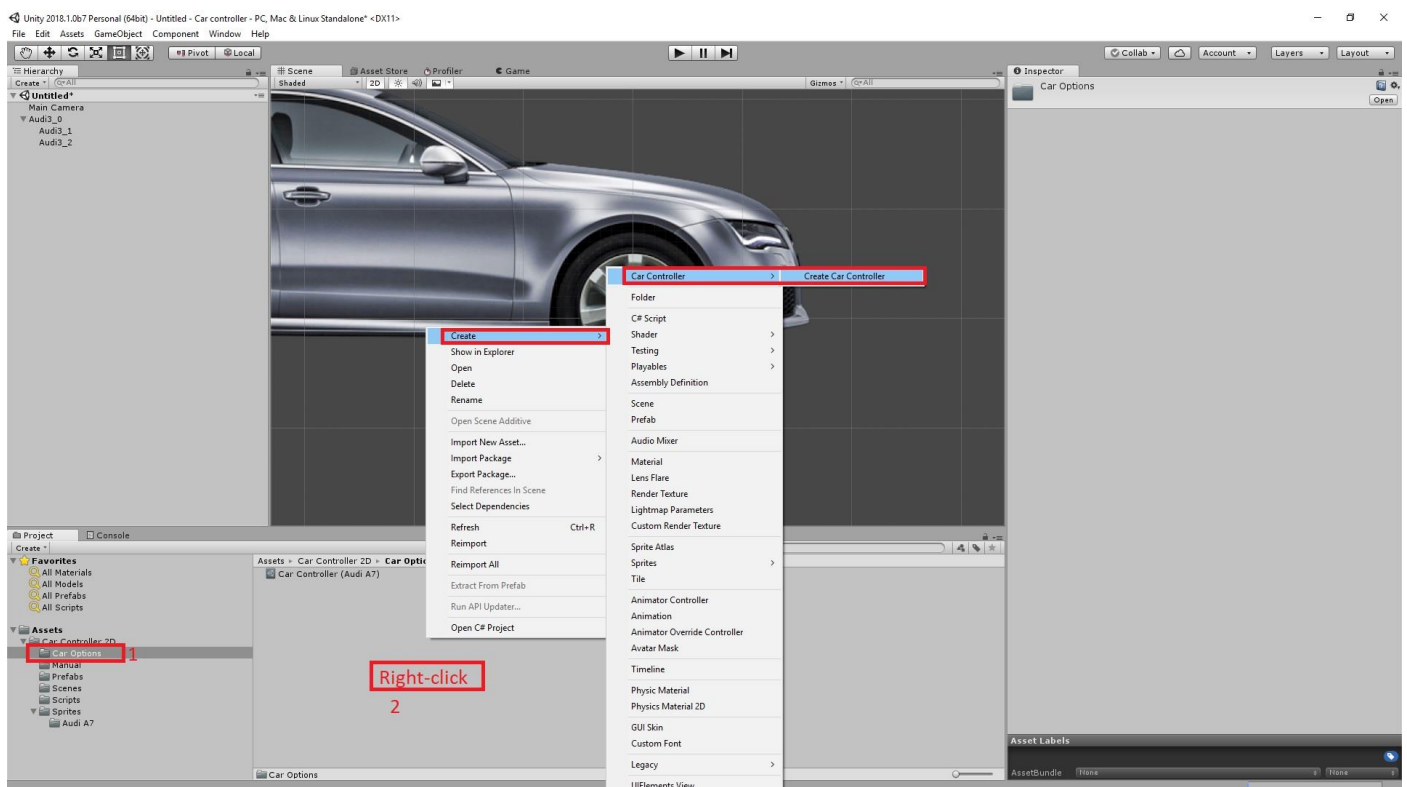 Unity 2018.1.0b7 Personal (64bit) - Untitled - Car controller - PC, Mac & Linux Standalone* <DX11>
File Edit Assets GameObject Component Window Help
Pivot Local
Collab Account Layers Layout
Hierarchy
Create All
Untitled*
Main Camera
Audi3_0
Audi3_1
Audi3_2
Scene Asset Store Profiler Game
Shaded 2D Gizmos All
Inspector
Car Options
Open
Car Controller
Create Car Controller
Folder
C# Script
Shader
Testing
Playables
Assembly Definition
Scene
Prefab
Audio Mixer
Material
Lens Flare
Render Texture
Lightmap Parameters
Custom Render Texture
Sprite Atlas
Sprites
Tile
Animator Controller
Animation
Animator Override Controller
Avatar Mask
Timeline
Physic Material
Physics Material 2D
GUI Skin
Custom Font
Legacy
UIElements View
Create
Show in Explorer
Open
Delete
Rename
Open Scene Additive
Import New Asset...
Import Package
Export Package...
Find References In Scene
Select Dependencies
Refresh Ctrl+R
Reimport
Reimport All
Extract From Prefab
Run API Updater...
Open C# Project
Project Console
Create
Favorites
All Materials
All Models
All Prefabs
All Scripts
Assets
Car Controller 2D
Car Options 1
Manual
Prefabs
Scenes
Scripts
Sprites
Audi A7
Assets Car Controller 2D
Car Controller (Audi A7)
Right-click
2
Car Options
Asset Labels
AssetBundle None None